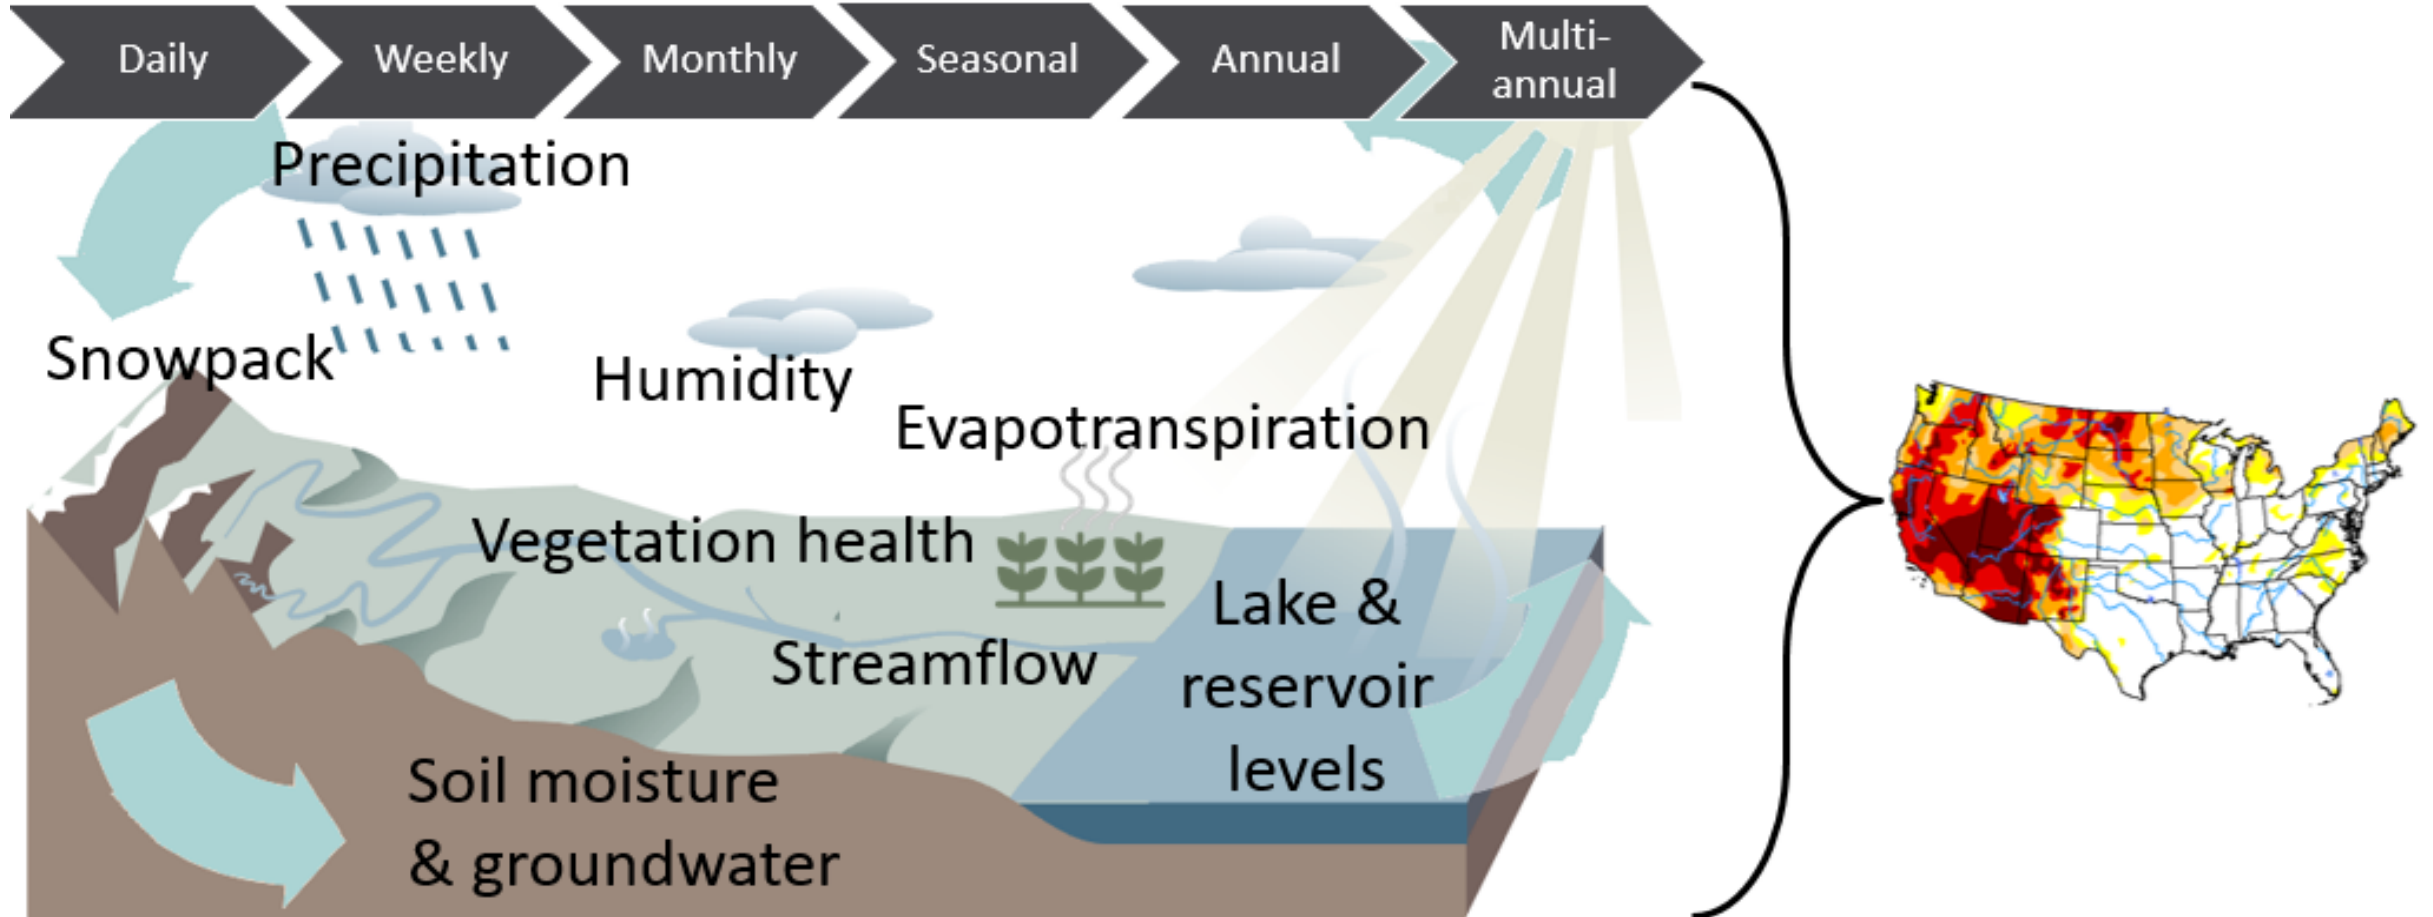 Daily
Weekly
Monthly
Seasonal
Annual
Multi-
annual
Precipitation
Snowpack
Humidity
Evapotranspiration
Vegetation health
Streamflow
Lake &
reservoir
levels
Soil moisture
& groundwater